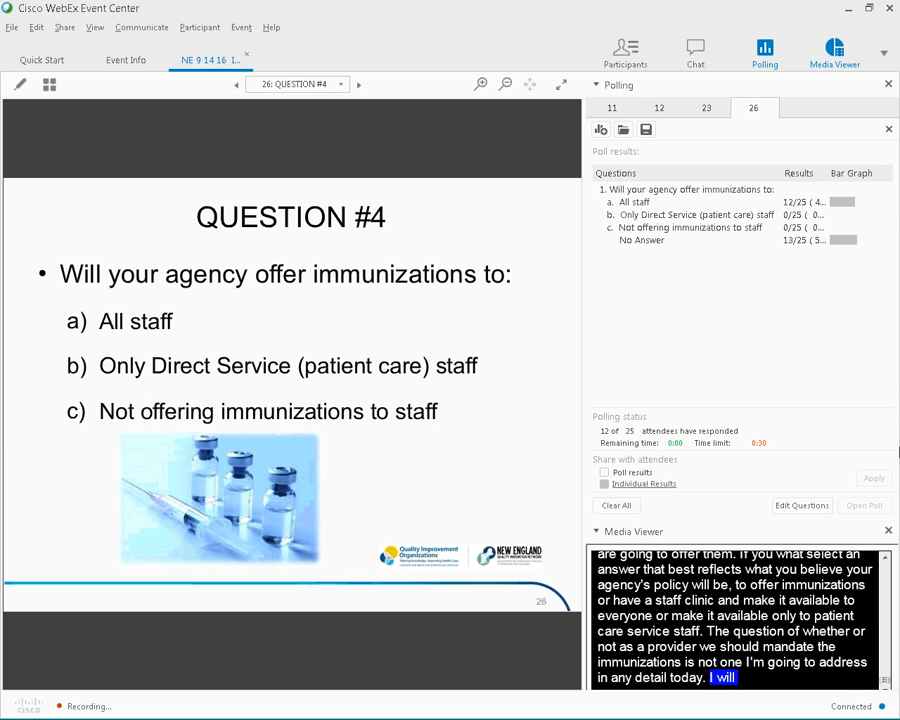 Cisco WebEx Event Center
File Edit Share View Communicate Participant Event Help
Quick Start Event Info NE 9 14 16 I...
Participants Chat Polling Media Viewer
26: QUESTION #4
QUESTION #4
• Will your agency offer immunizations to:
a) All staff
b) Only Direct Service (patient care) staff
c) Not offering immunizations to staff
Quality Improvement
Organizations
NEW ENGLAND
26
Polling
11 12 23 26
Poll results:
Questions Results Bar Graph
1. Will your agency offer immunizations to:
a. All staff 12/25 ( 4...
b. Only Direct Service (patient care) staff 0/25 ( 0...
c. Not offering immunizations to staff 0/25 ( 0...
No Answer 13/25 ( 5...
Polling status
12 of 25 attendees have responded
Remaining time: 0:00 Time limit: 0:30
Share with attendees
Poll results
Individual Results
Apply
Clear All Edit Questions Open Poll
Media Viewer
are going to offer them. If you what select an
answer that best reflects what you believe your
agency's policy will be, to offer immunizations
or have a staff clinic and make it available to
everyone or make it available only to patient
care service staff. The question of whether or
not as a provider we should mandate the
immunizations is not one I'm going to address
in any detail today. I will
CISCO Recording... Connected